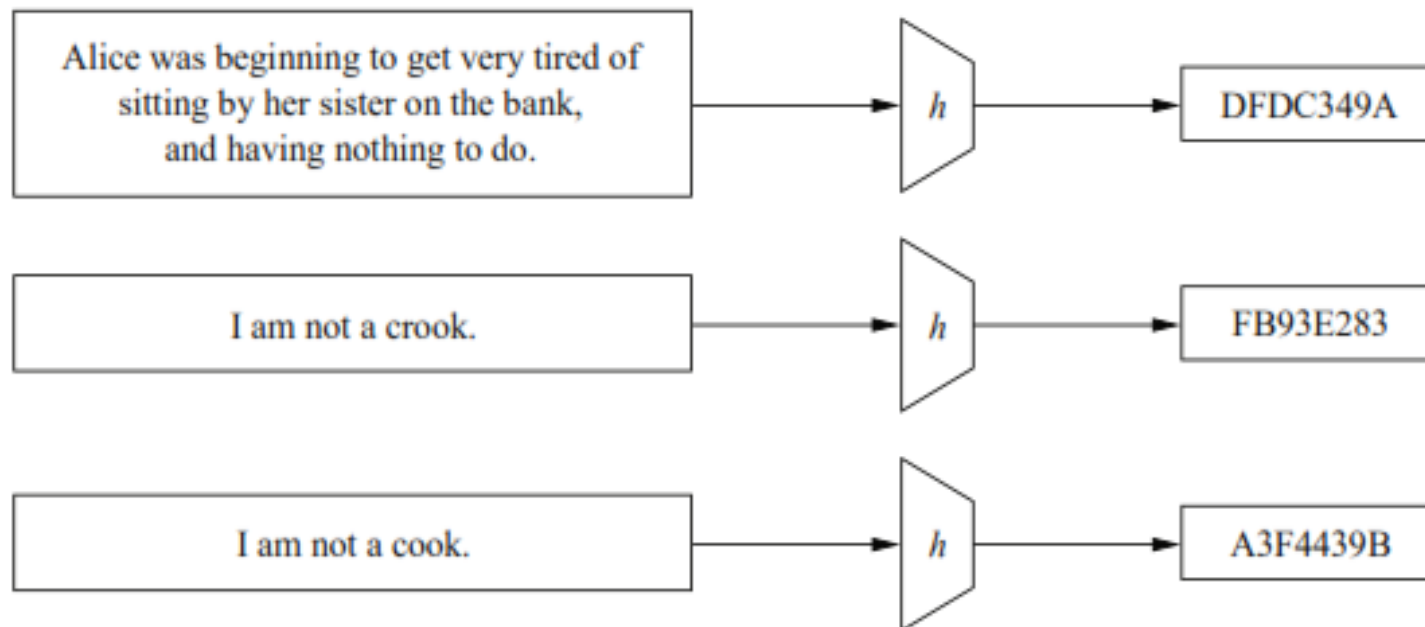 Alice was beginning to get very tired of
sitting by her sister on the bank,
and having nothing to do.
h
DFDC349A
I am not a crook.
h
FB93E283
I am not a cook.
h
A3F4439B